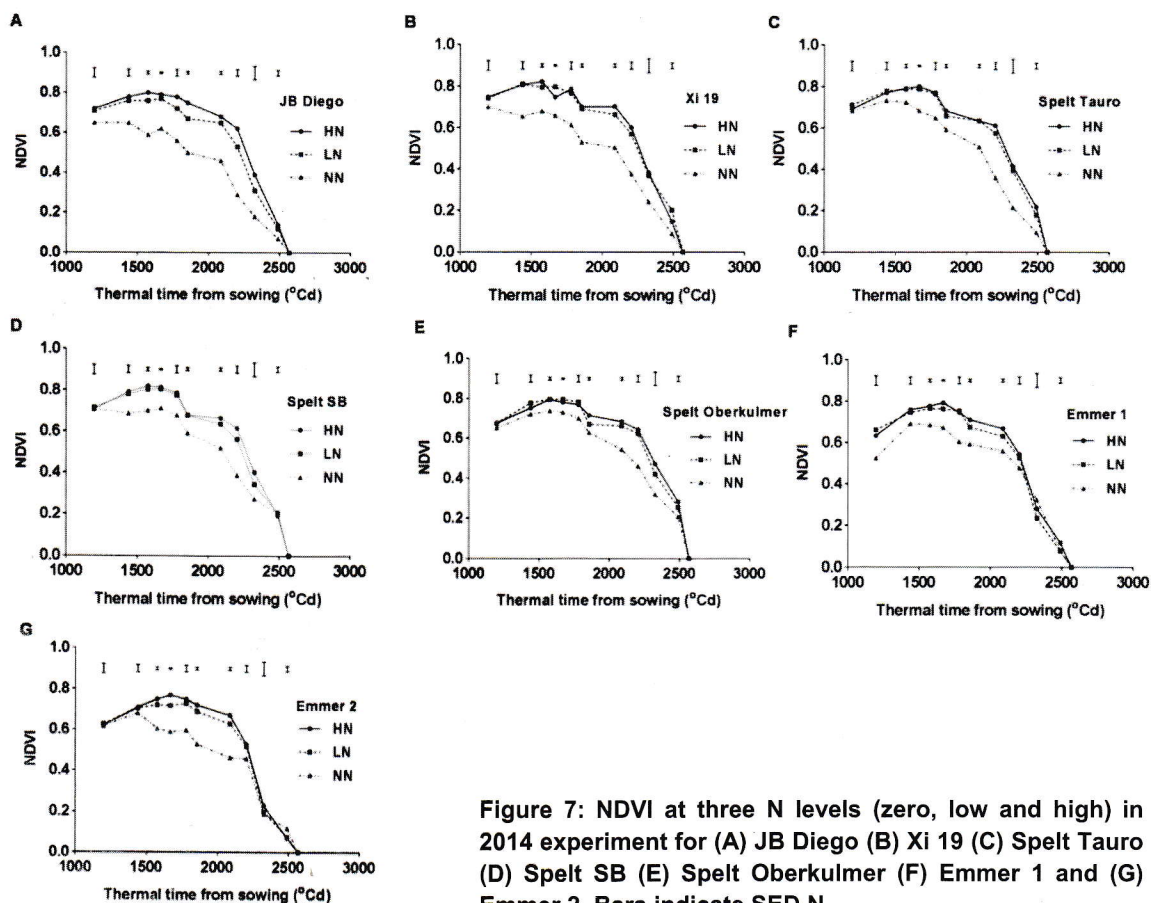 A
1.0
0.8
0.6
0.4
0.2
0.0
NDVI
JB Diego
HN
LN
NN
1000 1500 2000 2500 3000
Thermal time from sowing (°Cd)
B
1.0
0.8
0.6
0.4
0.2
0.0
NDVI
Xi 19
HN
LN
NN
1000 1500 2000 2500 3000
Thermal time from sowing (°Cd)
C
1.0
0.8
0.6
0.4
0.2
0.0
NDVI
Spelt Tauro
HN
LN
NN
1000 1500 2000 2500 3000
Thermal time from sowing (°Cd)
D
1.0
0.8
0.6
0.4
0.2
0.0
NDVI
Spelt SB
HN
LN
NN
1000 1500 2000 2500 3000
Thermal time from sowing (°Cd)
E
1.0
0.8
0.6
0.4
0.2
0.0
NDVI
Spelt Oberkulmer
HN
LN
NN
1000 1500 2000 2500 3000
Thermal time from sowing (°Cd)
F
1.0
0.8
0.6
0.4
0.2
0.0
NDVI
Emmer 1
HN
LN
NN
1000 1500 2000 2500 3000
Thermal time from sowing (°Cd)
G
1.0
0.8
0.6
0.4
0.2
0.0
NDVI
Emmer 2
HN
LN
NN
1000 1500 2000 2500 3000
Thermal time from sowing (°Cd)
Figure 7: NDVI at three N levels (zero, low and high) in
2014 experiment for (A) JB Diego (B) Xi 19 (C) Spelt Tauro
(D) Spelt SB (E) Spelt Oberkulmer (F) Emmer 1 and (G)
Emmer 2. Bars indicate SED N